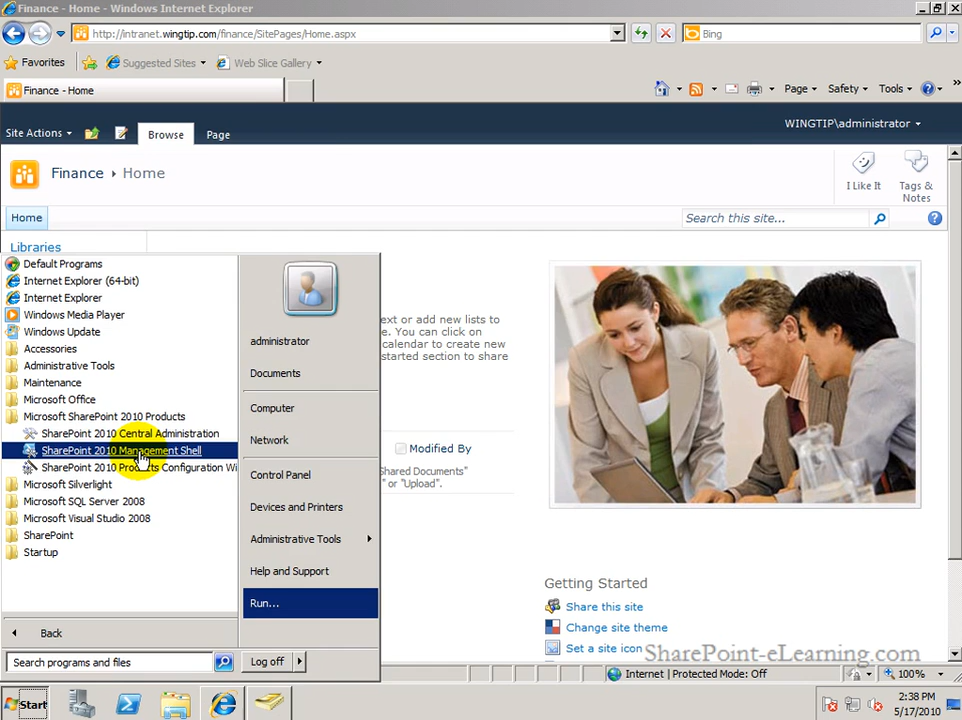 Finance - Home - Windows Internet Explorer
http://intranet.wingtip.com/finance/SitePages/Home.aspx
Bing
Favorites
Suggested Sites
Web Slice Gallery
Finance - Home
Page
Safety
Tools
Site Actions
Browse
Page
WINGTIP\administrator
Finance
Home
I Like It
Tags & Notes
Home
Search this site...
Libraries
Default Programs
Internet Explorer (64-bit)
Internet Explorer
Windows Media Player
Windows Update
Accessories
Administrative Tools
Maintenance
Microsoft Office
Microsoft SharePoint 2010 Products
SharePoint 2010 Central Administration
SharePoint 2010 Management Shell
SharePoint 2010 Products Configuration Wi
Microsoft Silverlight
Microsoft SQL Server 2008
Microsoft Visual Studio 2008
SharePoint
Startup
Back
Search programs and files
administrator
Documents
Computer
Network
Control Panel
Devices and Printers
Administrative Tools
Help and Support
Run...
Log off
ext or add new lists to
te. You can click on
calendar to create new
started section to share
Modified By
hared Documents"
" or "Upload".
Getting Started
Share this site
Change site theme
Set a site icon
SharePoint-eLearning.com
Internet | Protected Mode: Off
100%
Start
2:38 PM
5/17/2010